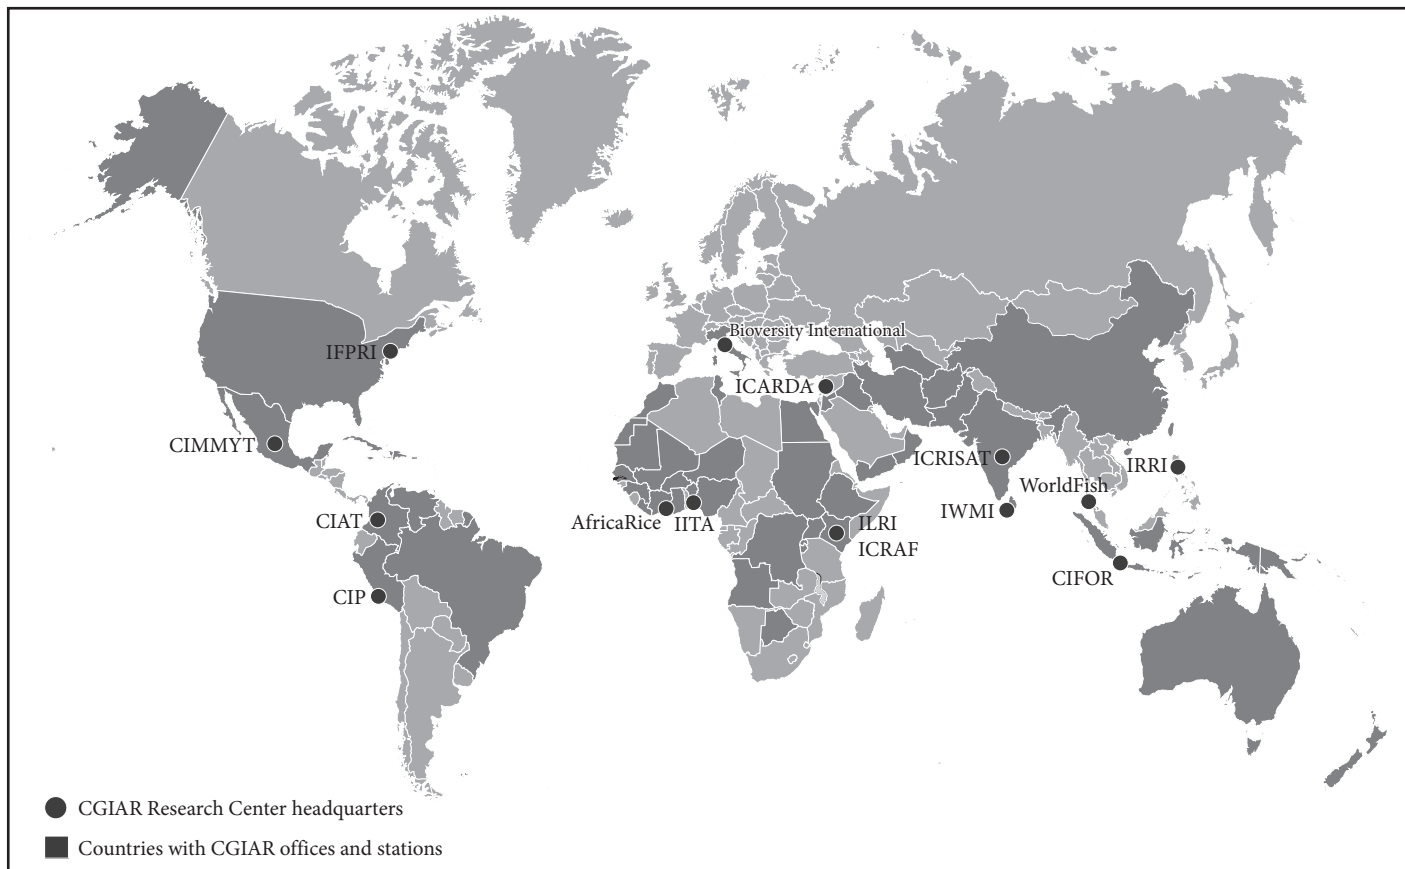 Bioversity International
IFPRI
ICARDA
CIMMYT
ICRISAT
IRRI
WorldFish
IWMI
CIAT
AfricaRice
IITA
ILRI
ICRAF
CIFOR
CIP
CGIAR Research Center headquarters
Countries with CGIAR offices and stations